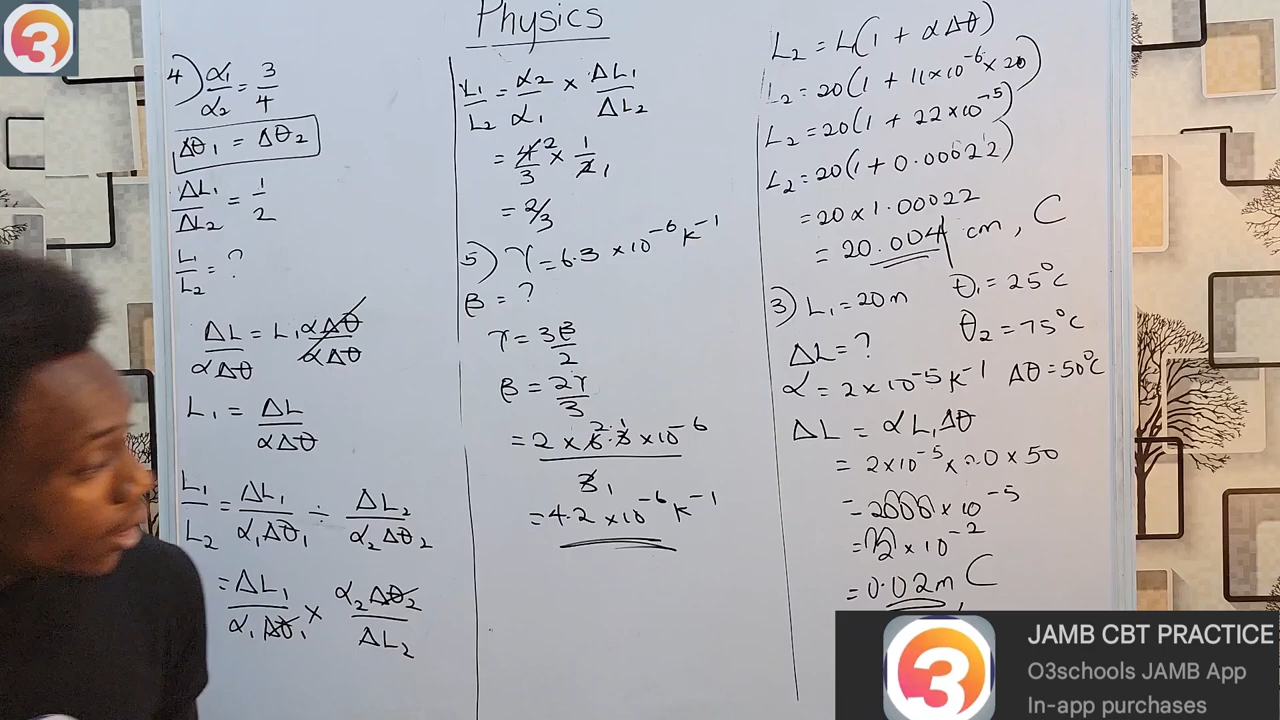 3
Physics
4) α₁/α₂ = 3/4
Δθ₁ = Δθ₂
ΔL₁/ΔL₂ = 1/2
L₁/L₂ = ?
ΔL/αΔθ = L₁αΔθ/αΔθ
L₁ = ΔL/αΔθ
L₁/L₂ = ΔL₁/α₁Δθ₁ ÷ ΔL₂/α₂Δθ₂
= ΔL₁/α₁Δθ₁ × α₂Δθ₂/ΔL₂
L₁/L₂ = α₂/α₁ × ΔL₁/ΔL₂
= 4²/3 × 1/2₁
= 2/3
5) γ = 6.3 × 10⁻⁶ K⁻¹
β = ?
γ = 3β/2
β = 2γ/3
= 2 × 6.3 × 10⁻⁶ / 3₁
= 4.2 × 10⁻⁶ K⁻¹
L₂ = L₁(1 + αΔθ)
L₂ = 20(1 + 11×10⁻⁶ × 20)
L₂ = 20(1 + 22×10⁻⁵)
L₂ = 20(1 + 0.00022)
= 20 × 1.00022
= 20.004 cm, C
3) L₁ = 20m θ₁ = 25°C
ΔL = ? θ₂ = 75°C
α = 2 × 10⁻⁵ K⁻¹ Δθ = 50°C
ΔL = αL₁Δθ
= 2×10⁻⁵ × 20 × 50
= 2000 × 10⁻⁵
= 2 × 10⁻²
= 0.02m C
3
JAMB CBT PRACTICE
O3schools JAMB App
In-app purchases